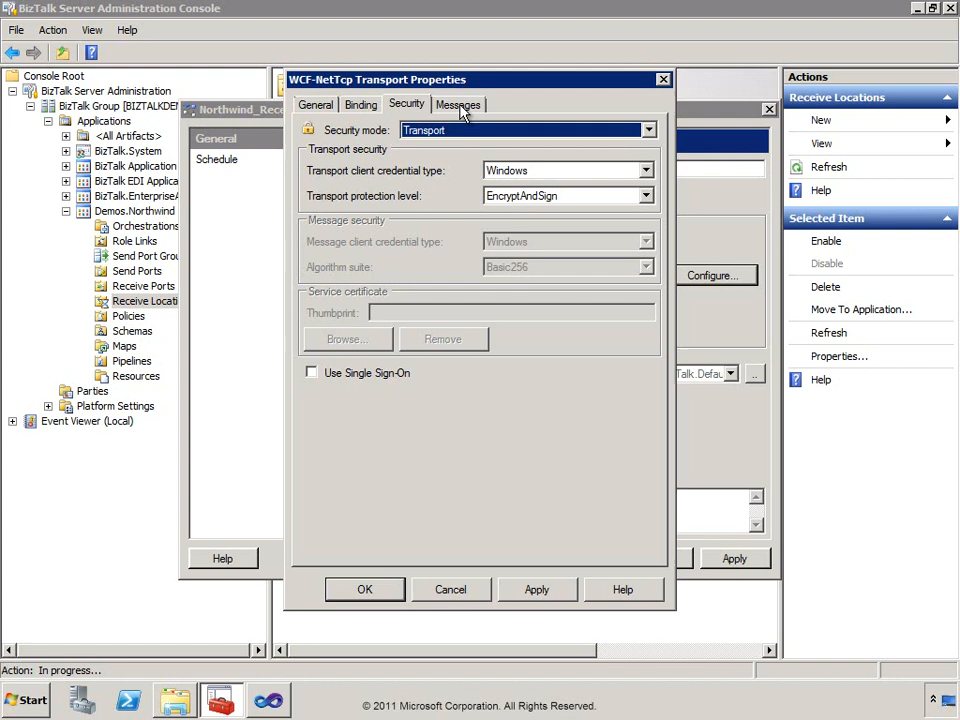 BizTalk Server Administration Console
File Action View Help
Console Root
BizTalk Server Administration
BizTalk Group [BIZTALKDEM
Applications
<All Artifacts>
BizTalk.System
BizTalk Application
BizTalk EDI Applica
BizTalk.EnterpriseA
Demos.Northwind
Orchestrations
Role Links
Send Port Grou
Send Ports
Receive Ports
Receive Locati
Policies
Schemas
Maps
Pipelines
Resources
Parties
Platform Settings
Event Viewer (Local)
Northwind_Rece
General
Schedule
Configure...
Talk.Defau
..
Help
Apply
WCF-NetTcp Transport Properties
General Binding Security Messages
Security mode: Transport
Transport security
Transport client credential type: Windows
Transport protection level: EncryptAndSign
Message security
Message client credential type: Windows
Algorithm suite: Basic256
Service certificate
Thumbprint:
Browse... Remove
Use Single Sign-On
OK Cancel Apply Help
Actions
Receive Locations
New
View
Refresh
Help
Selected Item
Enable
Disable
Delete
Move To Application...
Refresh
Properties...
Help
Action: In progress...
Start
© 2011 Microsoft Corporation. All Rights Reserved.